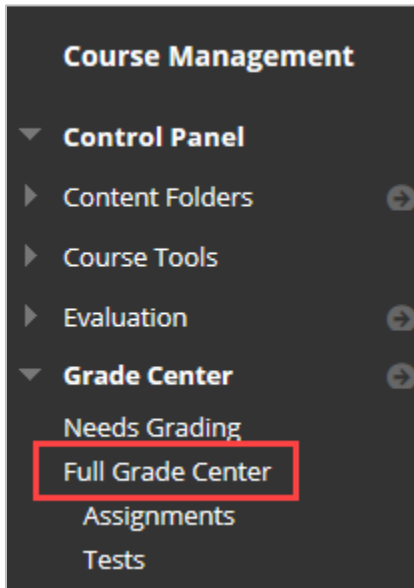 Course Management
Control Panel
Content Folders
Course Tools
Evaluation
Grade Center
Needs Grading
Full Grade Center
Assignments
Tests